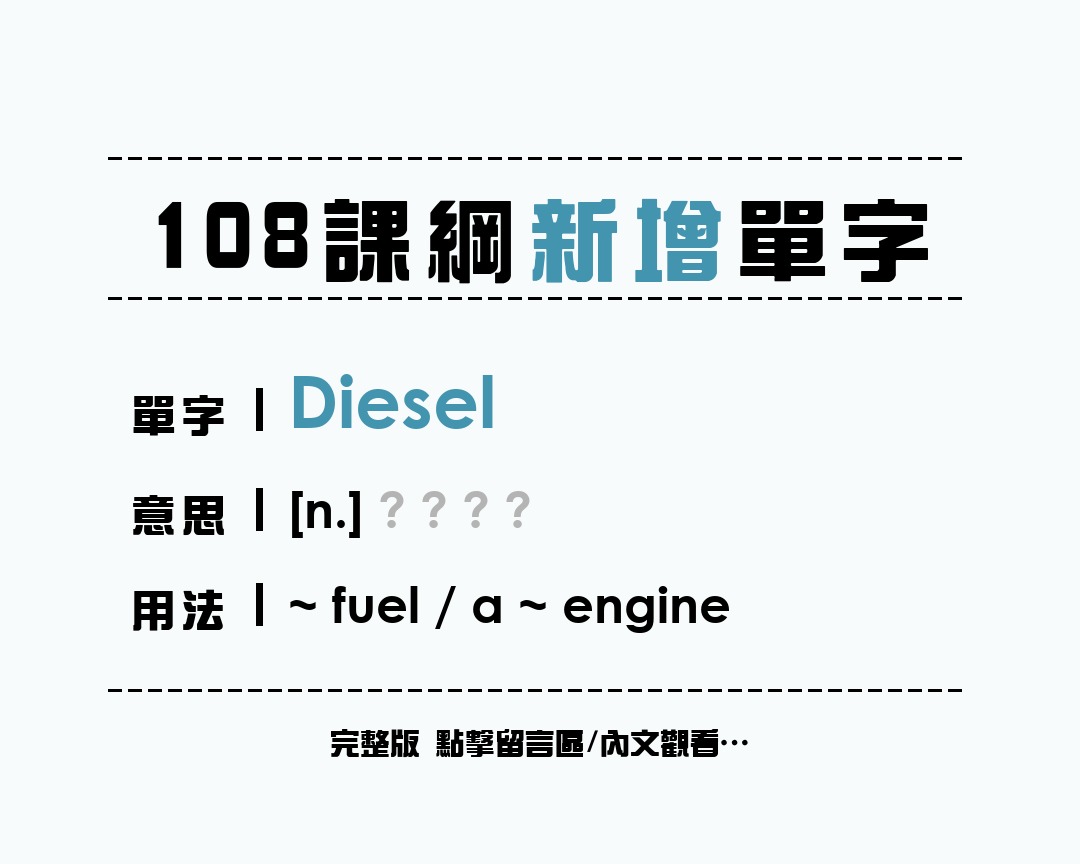 108課綱新增單字
單字 | Diesel
意思 | [n.] ? ? ? ?
用法 | ~ fuel / a ~ engine
完整版 點擊留言區/內文觀看…